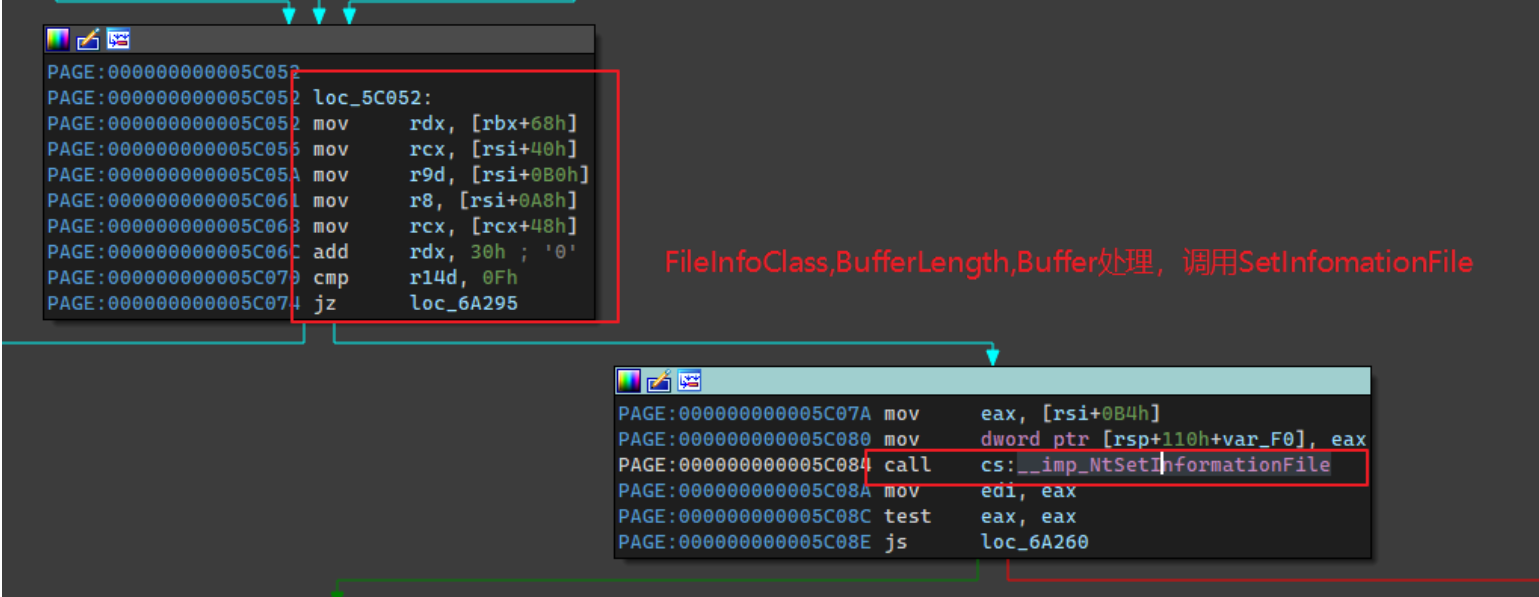 PAGE:000000000005C052
PAGE:000000000005C052 loc_5C052:
PAGE:000000000005C052 mov rdx, [rbx+68h]
PAGE:000000000005C056 mov rcx, [rsi+40h]
PAGE:000000000005C05A mov r9d, [rsi+0B0h]
PAGE:000000000005C061 mov r8, [rsi+0A8h]
PAGE:000000000005C068 mov rcx, [rcx+48h]
PAGE:000000000005C06C add rdx, 30h ; '0'
PAGE:000000000005C070 cmp r14d, 0Fh
PAGE:000000000005C074 jz loc_6A295
FileInfoClass,BufferLength,Buffer处理，调用SetInfomationFile
PAGE:000000000005C07A mov eax, [rsi+0B4h]
PAGE:000000000005C080 mov dword ptr [rsp+110h+var_F0], eax
PAGE:000000000005C084 call cs:__imp_NtSetInformationFile
PAGE:000000000005C08A mov edi, eax
PAGE:000000000005C08C test eax, eax
PAGE:000000000005C08E js loc_6A260